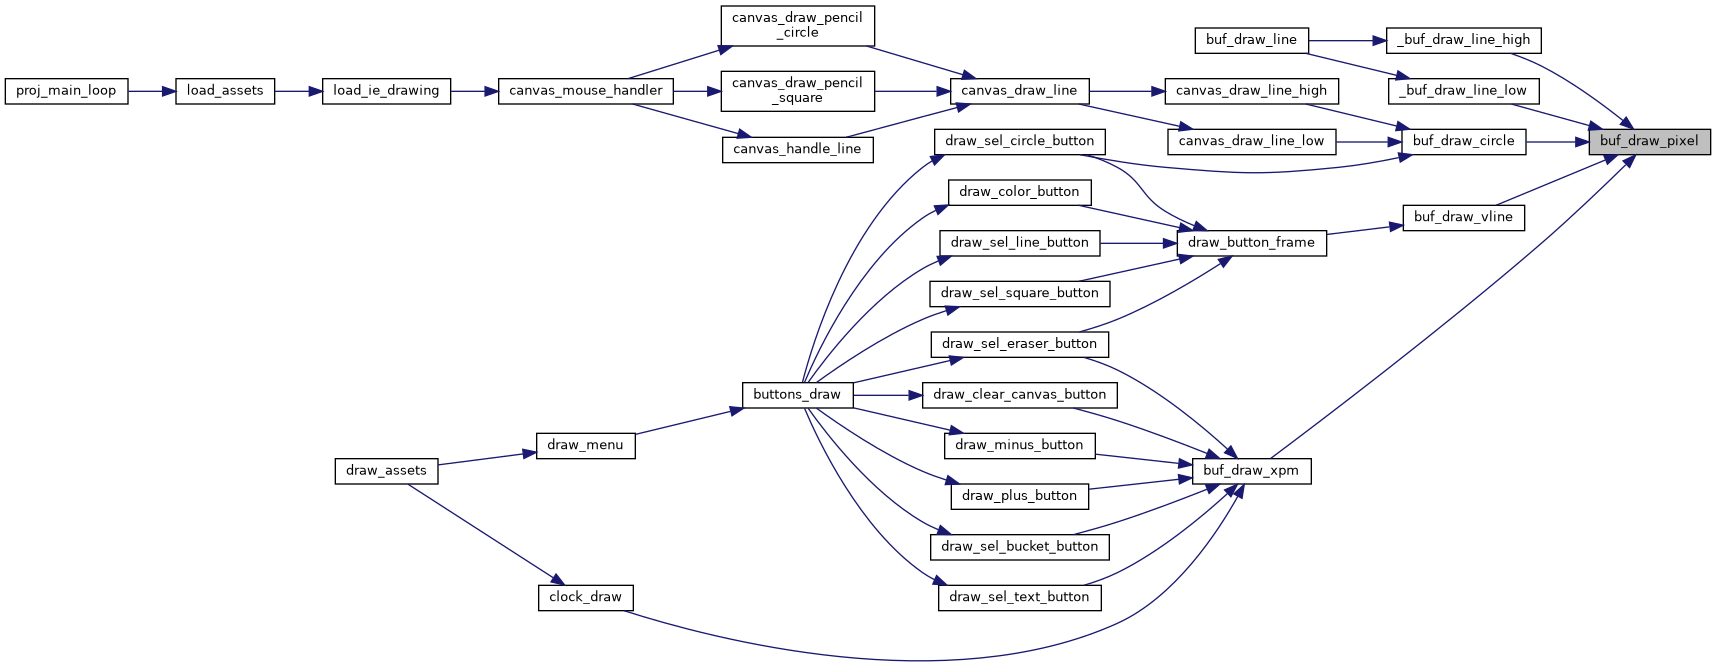 canvas_draw_pencil
_circle
buf_draw_line
_buf_draw_line_high
proj_main_loop
load_assets
load_ie_drawing
canvas_mouse_handler
canvas_draw_pencil
_square
canvas_draw_line
canvas_draw_line_high
_buf_draw_line_low
canvas_handle_line
draw_sel_circle_button
canvas_draw_line_low
buf_draw_circle
buf_draw_pixel
draw_color_button
buf_draw_vline
draw_sel_line_button
draw_button_frame
draw_sel_square_button
draw_sel_eraser_button
buttons_draw
draw_clear_canvas_button
draw_menu
draw_minus_button
draw_assets
buf_draw_xpm
draw_plus_button
draw_sel_bucket_button
clock_draw
draw_sel_text_button